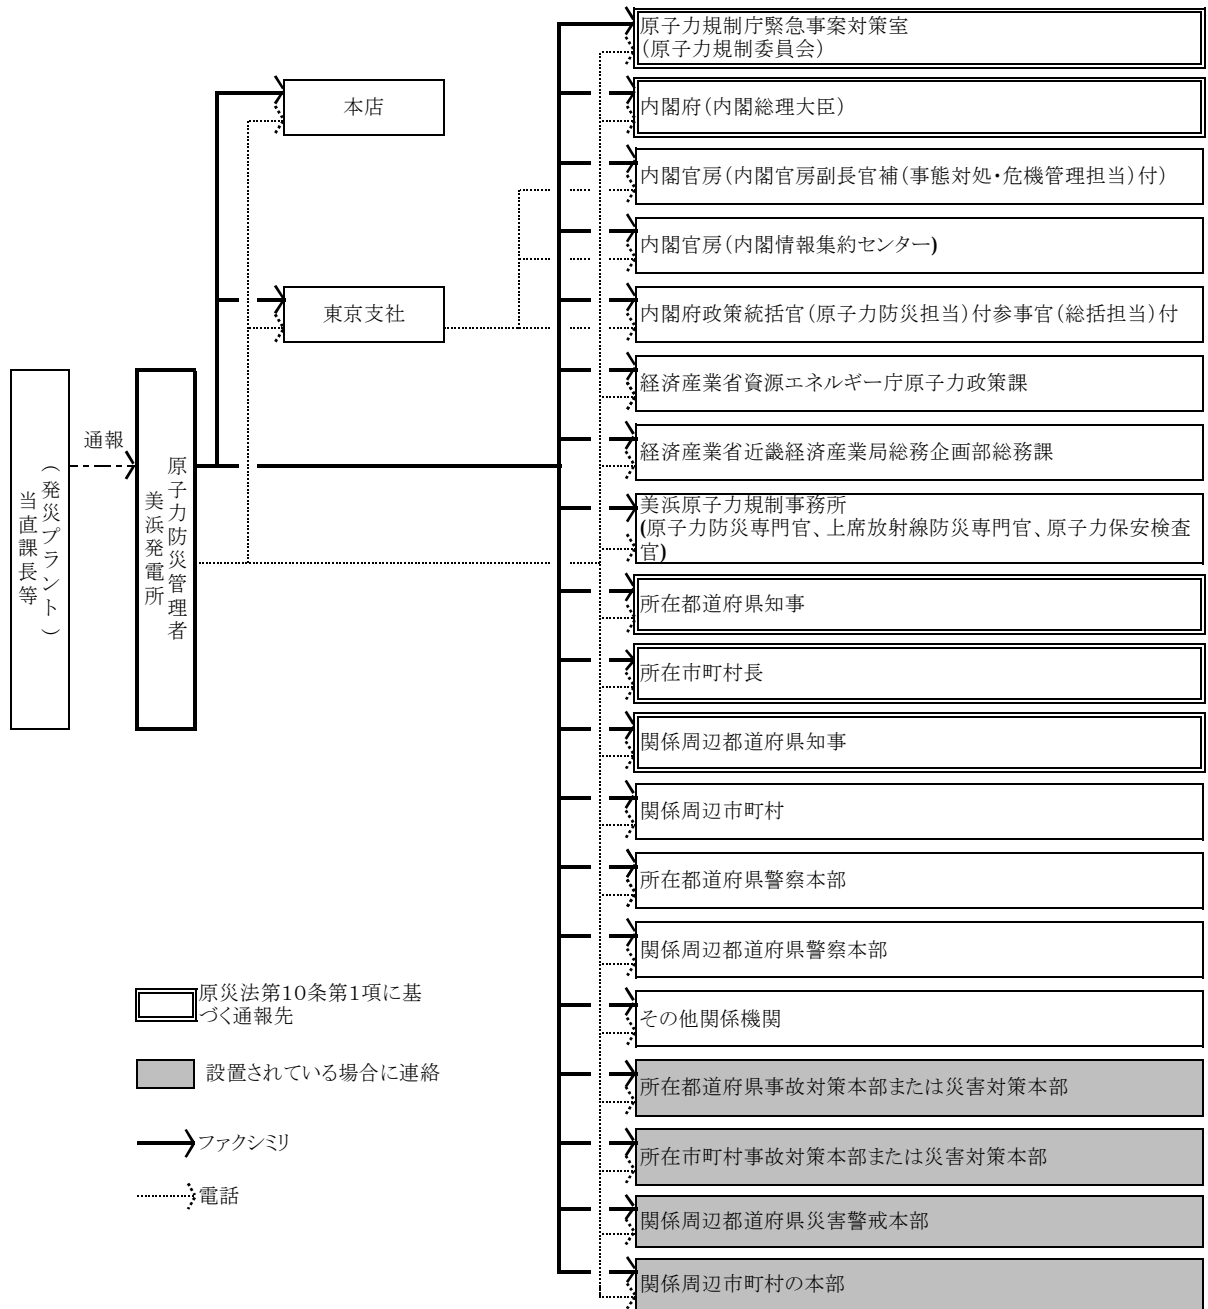 原子力規制庁緊急事案対策室
（原子力規制委員会）
本店
内閣府（内閣総理大臣）
内閣官房（内閣官房副長官補（事態対処・危機管理担当）付）
内閣官房（内閣情報集約センター)
東京支社
内閣府政策統括官（原子力防災担当）付参事官（総括担当）付
経済産業省資源エネルギー庁原子力政策課
経済産業省近畿経済産業局総務企画部総務課
通報
（発災プラント）
当直課長等
原子力防災管理者
美浜発電所
美浜原子力規制事務所
(原子力防災専門官、上席放射線防災専門官、原子力保安検査
官)
所在都道府県知事
所在市町村長
関係周辺都道府県知事
関係周辺市町村
所在都道府県警察本部
関係周辺都道府県警察本部
その他関係機関
所在都道府県事故対策本部または災害対策本部
所在市町村事故対策本部または災害対策本部
関係周辺都道府県災害警戒本部
関係周辺市町村の本部
原災法第10条第1項に基
づく通報先
設置されている場合に連絡
ファクシミリ
電話